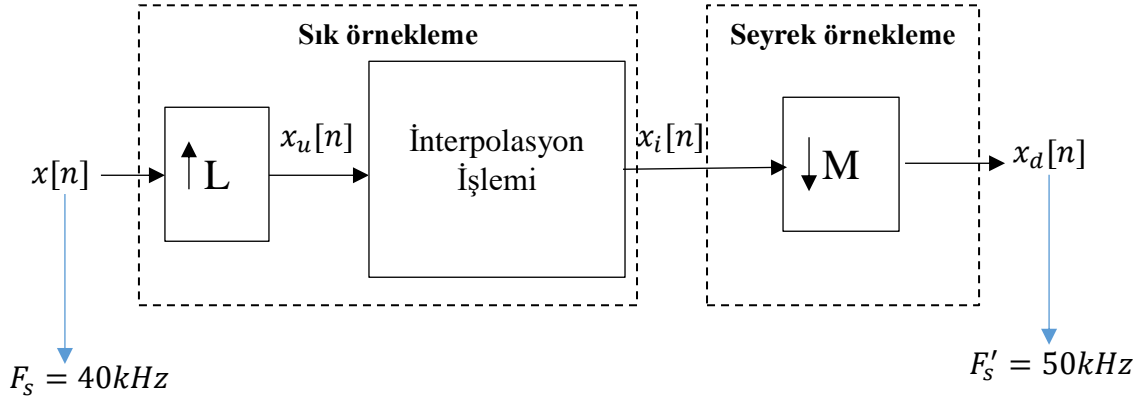 Sık örnekleme
Seyrek örnekleme
x[n]
↑ L
x_u[n]
İnterpolasyon
İşlemi
x_i[n]
↓ M
x_d[n]
F_s = 40kHz
F_s' = 50kHz